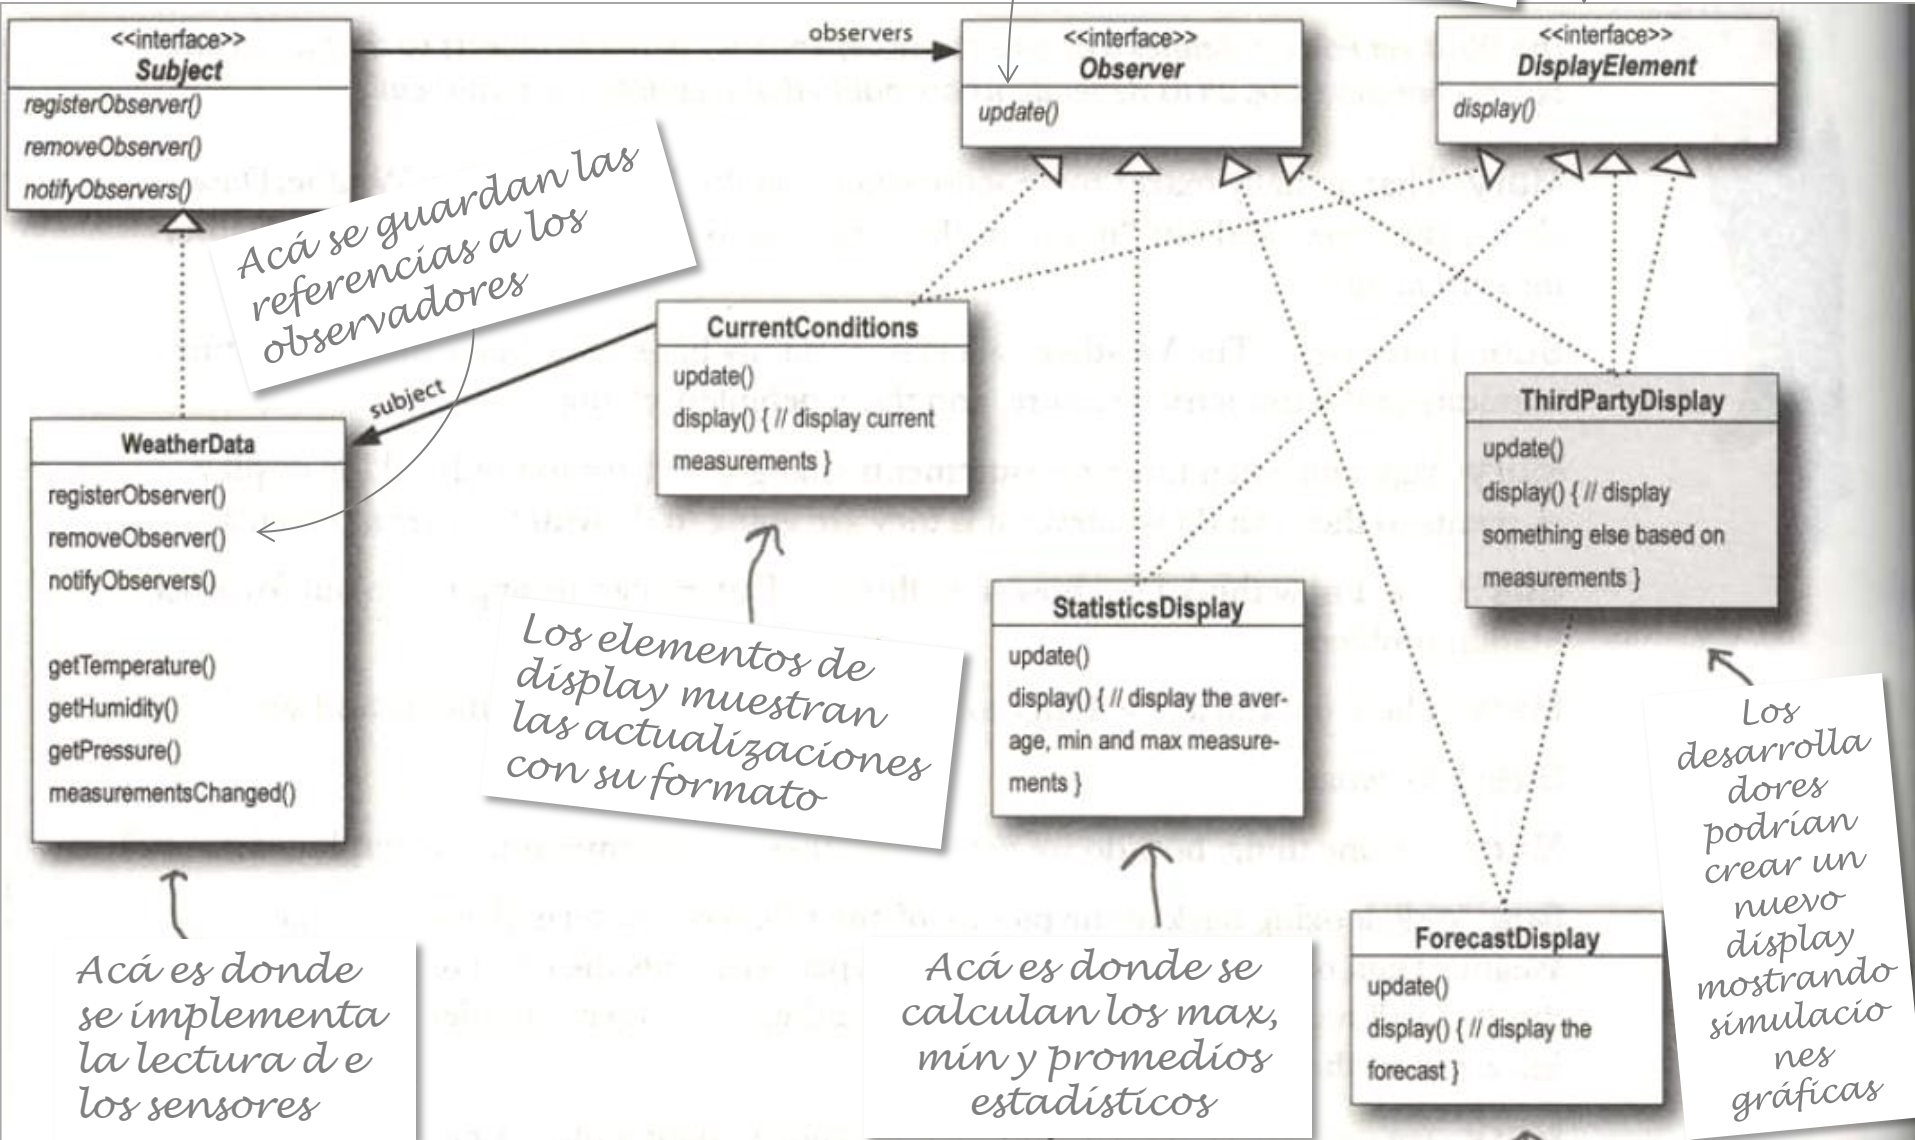 <<interface>>
Subject
registerObserver()
removeObserver()
notifyObservers()
observers
<<interface>>
Observer
update()
<<interface>>
DisplayElement
display()
Acá se guardan las
referencias a los
observadores
subject
CurrentConditions
update()
display() { // display current
measurements }
WeatherData
registerObserver()
removeObserver()
notifyObservers()
getTemperature()
getHumidity()
getPressure()
measurementsChanged()
ThirdPartyDisplay
update()
display() { // display
something else based on
measurements }
Los elementos de
display muestran
las actualizaciones
con su formato
StatisticsDisplay
update()
display() { // display the aver-
age, min and max measure-
ments }
Los
desarrolla
dores
podrían
crear un
nuevo
display
mostrando
simulacio
nes
gráficas
Acá es donde
se implementa
la lectura d e
los sensores
Acá es donde se
calculan los max,
min y promedios
estadísticos
ForecastDisplay
update()
display() { // display the
forecast }